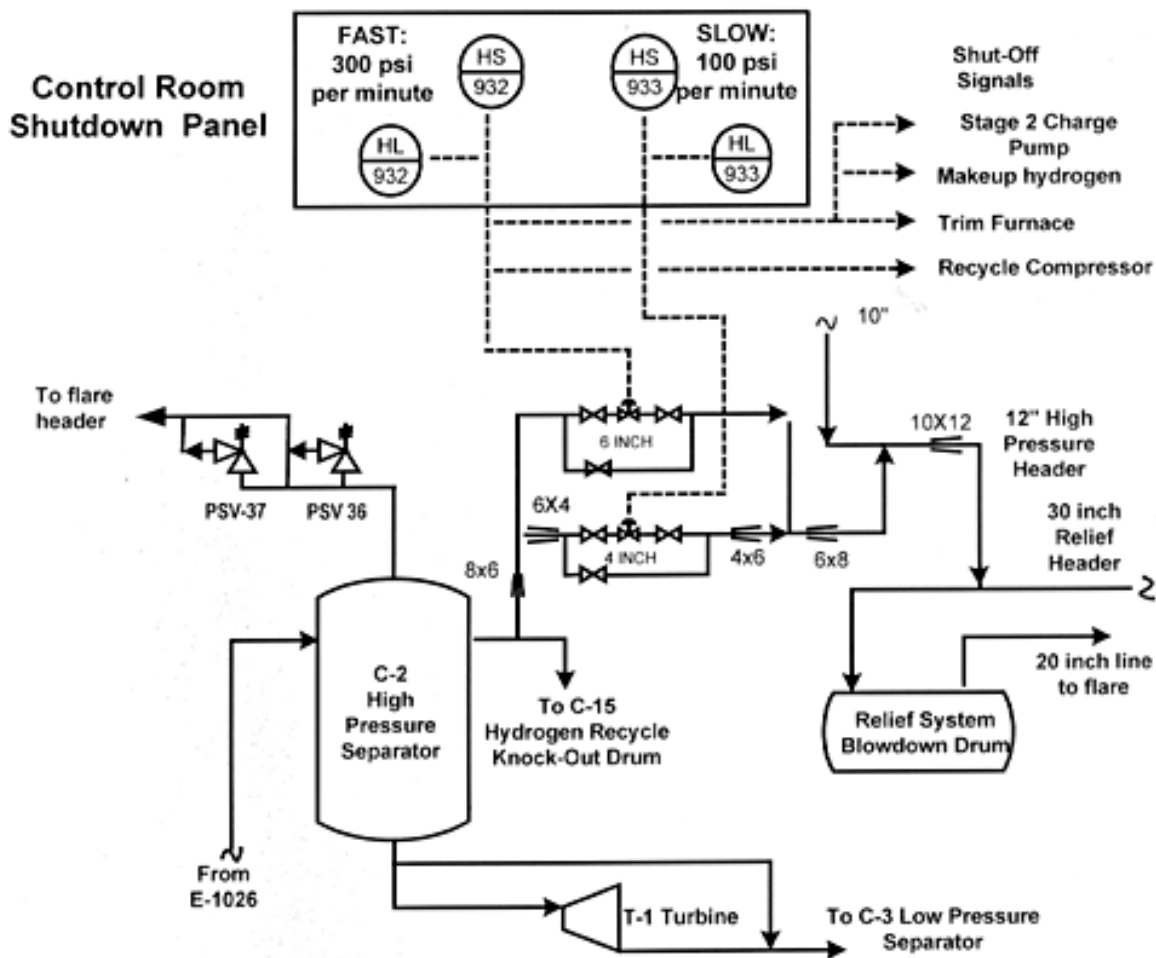 Control Room
Shutdown Panel
FAST:
300 psi
per minute
HS
932
HL
932
HS
933
SLOW:
100 psi
per minute
HL
933
Shut-Off
Signals
Stage 2 Charge
Pump
Makeup hydrogen
Trim Furnace
Recycle Compressor
10"
To flare
header
PSV-37
PSV 36
6 INCH
6X4
4 INCH
8x6
4x6
6x8
10X12
12" High
Pressure
Header
30 inch
Relief
Header
C-2
High
Pressure
Separator
To C-15
Hydrogen Recycle
Knock-Out Drum
20 inch line
to flare
Relief System
Blowdown Drum
From
E-1026
T-1 Turbine
To C-3 Low Pressure
Separator